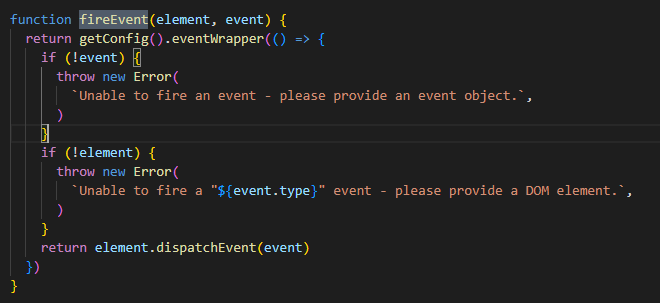 function fireEvent(element, event) {
  return getConfig().eventWrapper(() => {
    if (!event) {
      throw new Error(
        `Unable to fire an event - please provide an event object.`,
      )
    }
    if (!element) {
      throw new Error(
        `Unable to fire a "${event.type}" event - please provide a DOM element.`,
      )
    }
    return element.dispatchEvent(event)
  })
}